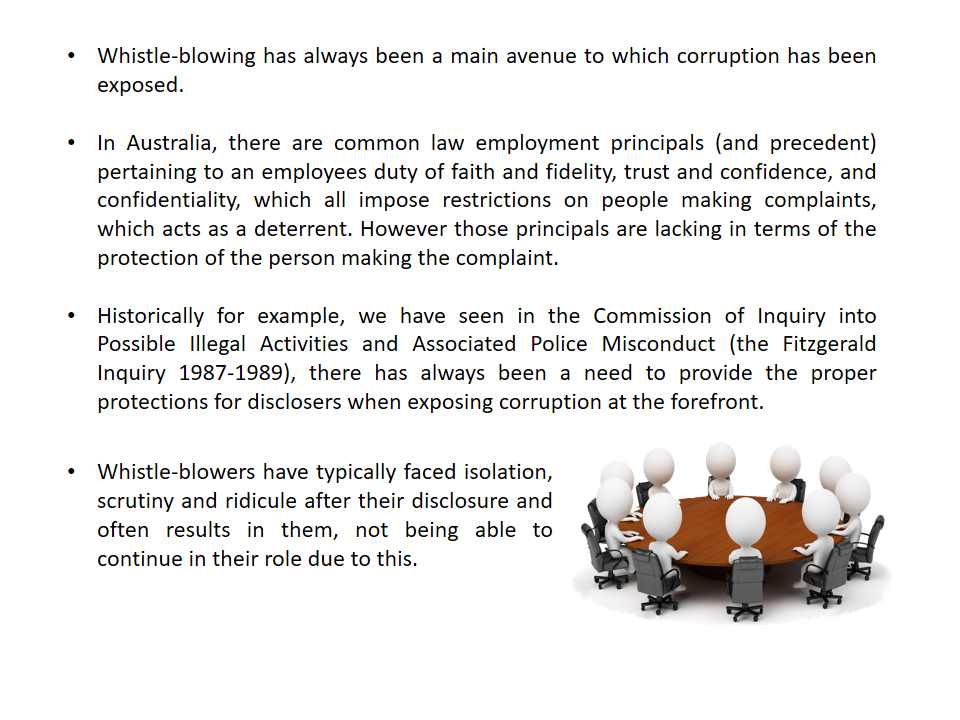 • Whistle-blowing has always been a main avenue to which corruption has been
exposed.
• In Australia, there are common law employment principals (and precedent)
pertaining to an employees duty of faith and fidelity, trust and confidence, and
confidentiality, which all impose restrictions on people making complaints,
which acts as a deterrent. However those principals are lacking in terms of the
protection of the person making the complaint.
• Historically for example, we have seen in the Commission of Inquiry into
Possible Illegal Activities and Associated Police Misconduct (the Fitzgerald
Inquiry 1987-1989), there has always been a need to provide the proper
protections for disclosers when exposing corruption at the forefront.
• Whistle-blowers have typically faced isolation,
scrutiny and ridicule after their disclosure and
often results in them, not being able to
continue in their role due to this.